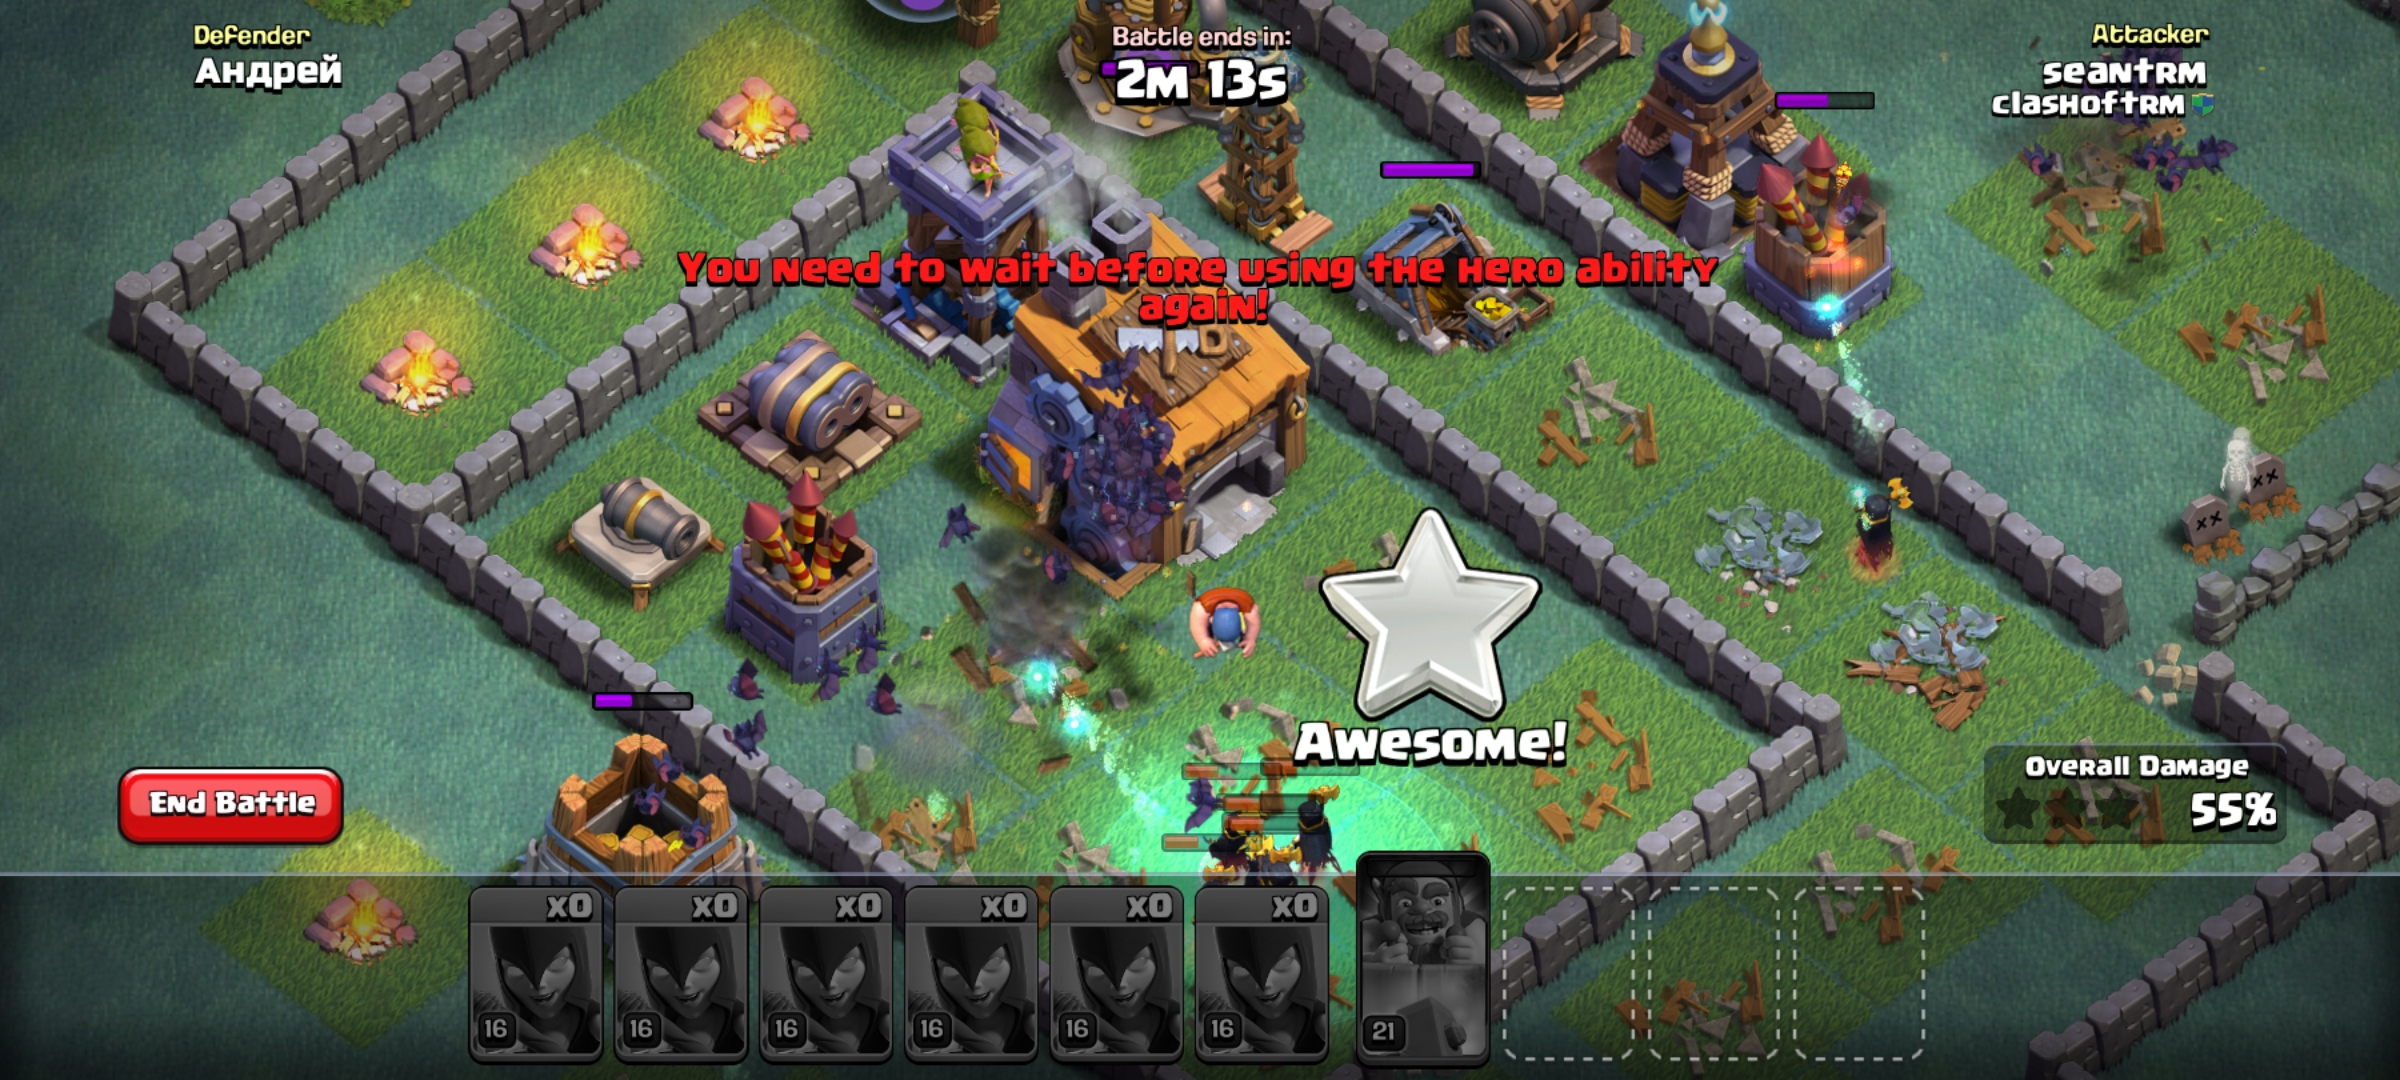 Defender
Андрей
Battle ends in:
2M 13s
Attacker
seantrm
clashoftrm
You need to wait before using the Hero ability
again!
Awesome!
End Battle
Overall Damage
55%
x0
x0
x0
x0
x0
x0
16
16
16
16
16
16
21